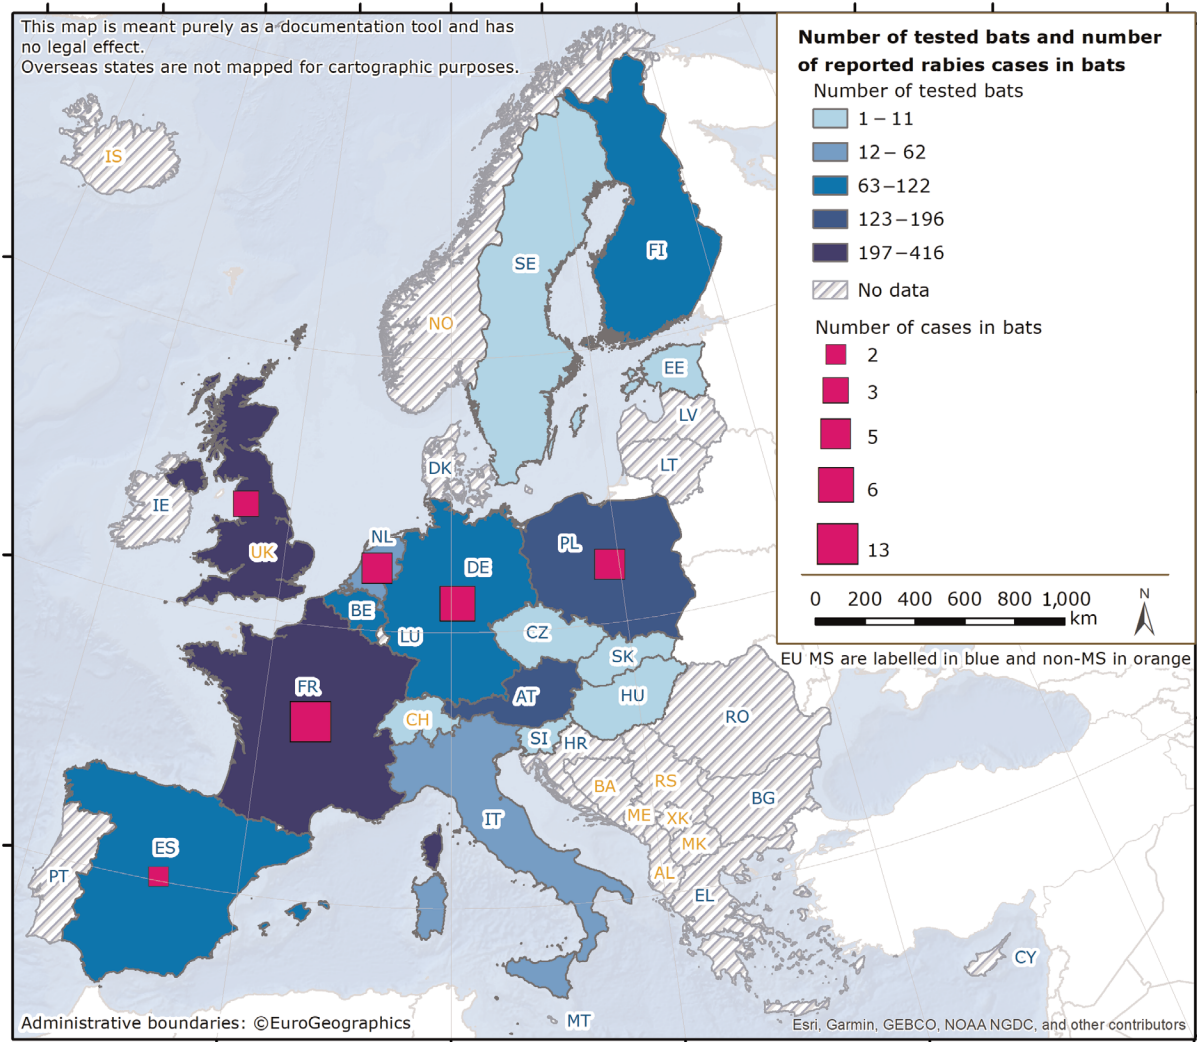 This map is meant purely as a documentation tool and has
no legal effect.
Overseas states are not mapped for cartographic purposes.
Number of tested bats and number
of reported rabies cases in bats
Number of tested bats
1 – 11
12 – 62
63 – 122
123 – 196
197 – 416
No data
Number of cases in bats
2
3
5
6
13
0 200 400 600 800 1,000
km
N
EU MS are labelled in blue and non-MS in orange
IS
FI
SE
NO
EE
LV
LT
DK
IE
UK
NL
PL
DE
BE
LU
CZ
SK
FR
AT
HU
CH
SI
HR
RO
BA
RS
BG
ME
XK
IT
MK
ES
AL
PT
EL
CY
MT
Administrative boundaries: ©EuroGeographics
Esri, Garmin, GEBCO, NOAA NGDC, and other contributors